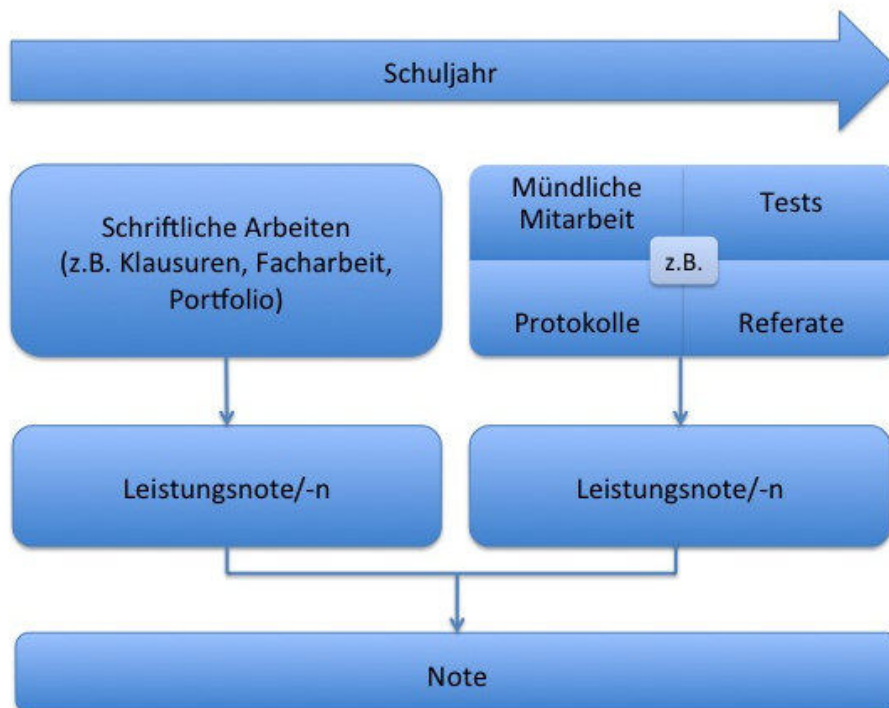 Schuljahr
Schriftliche Arbeiten
(z.B. Klausuren, Facharbeit,
Portfolio)
Mündliche
Mitarbeit
Tests
z.B.
Protokolle
Referate
Leistungsnote/-n
Leistungsnote/-n
Note